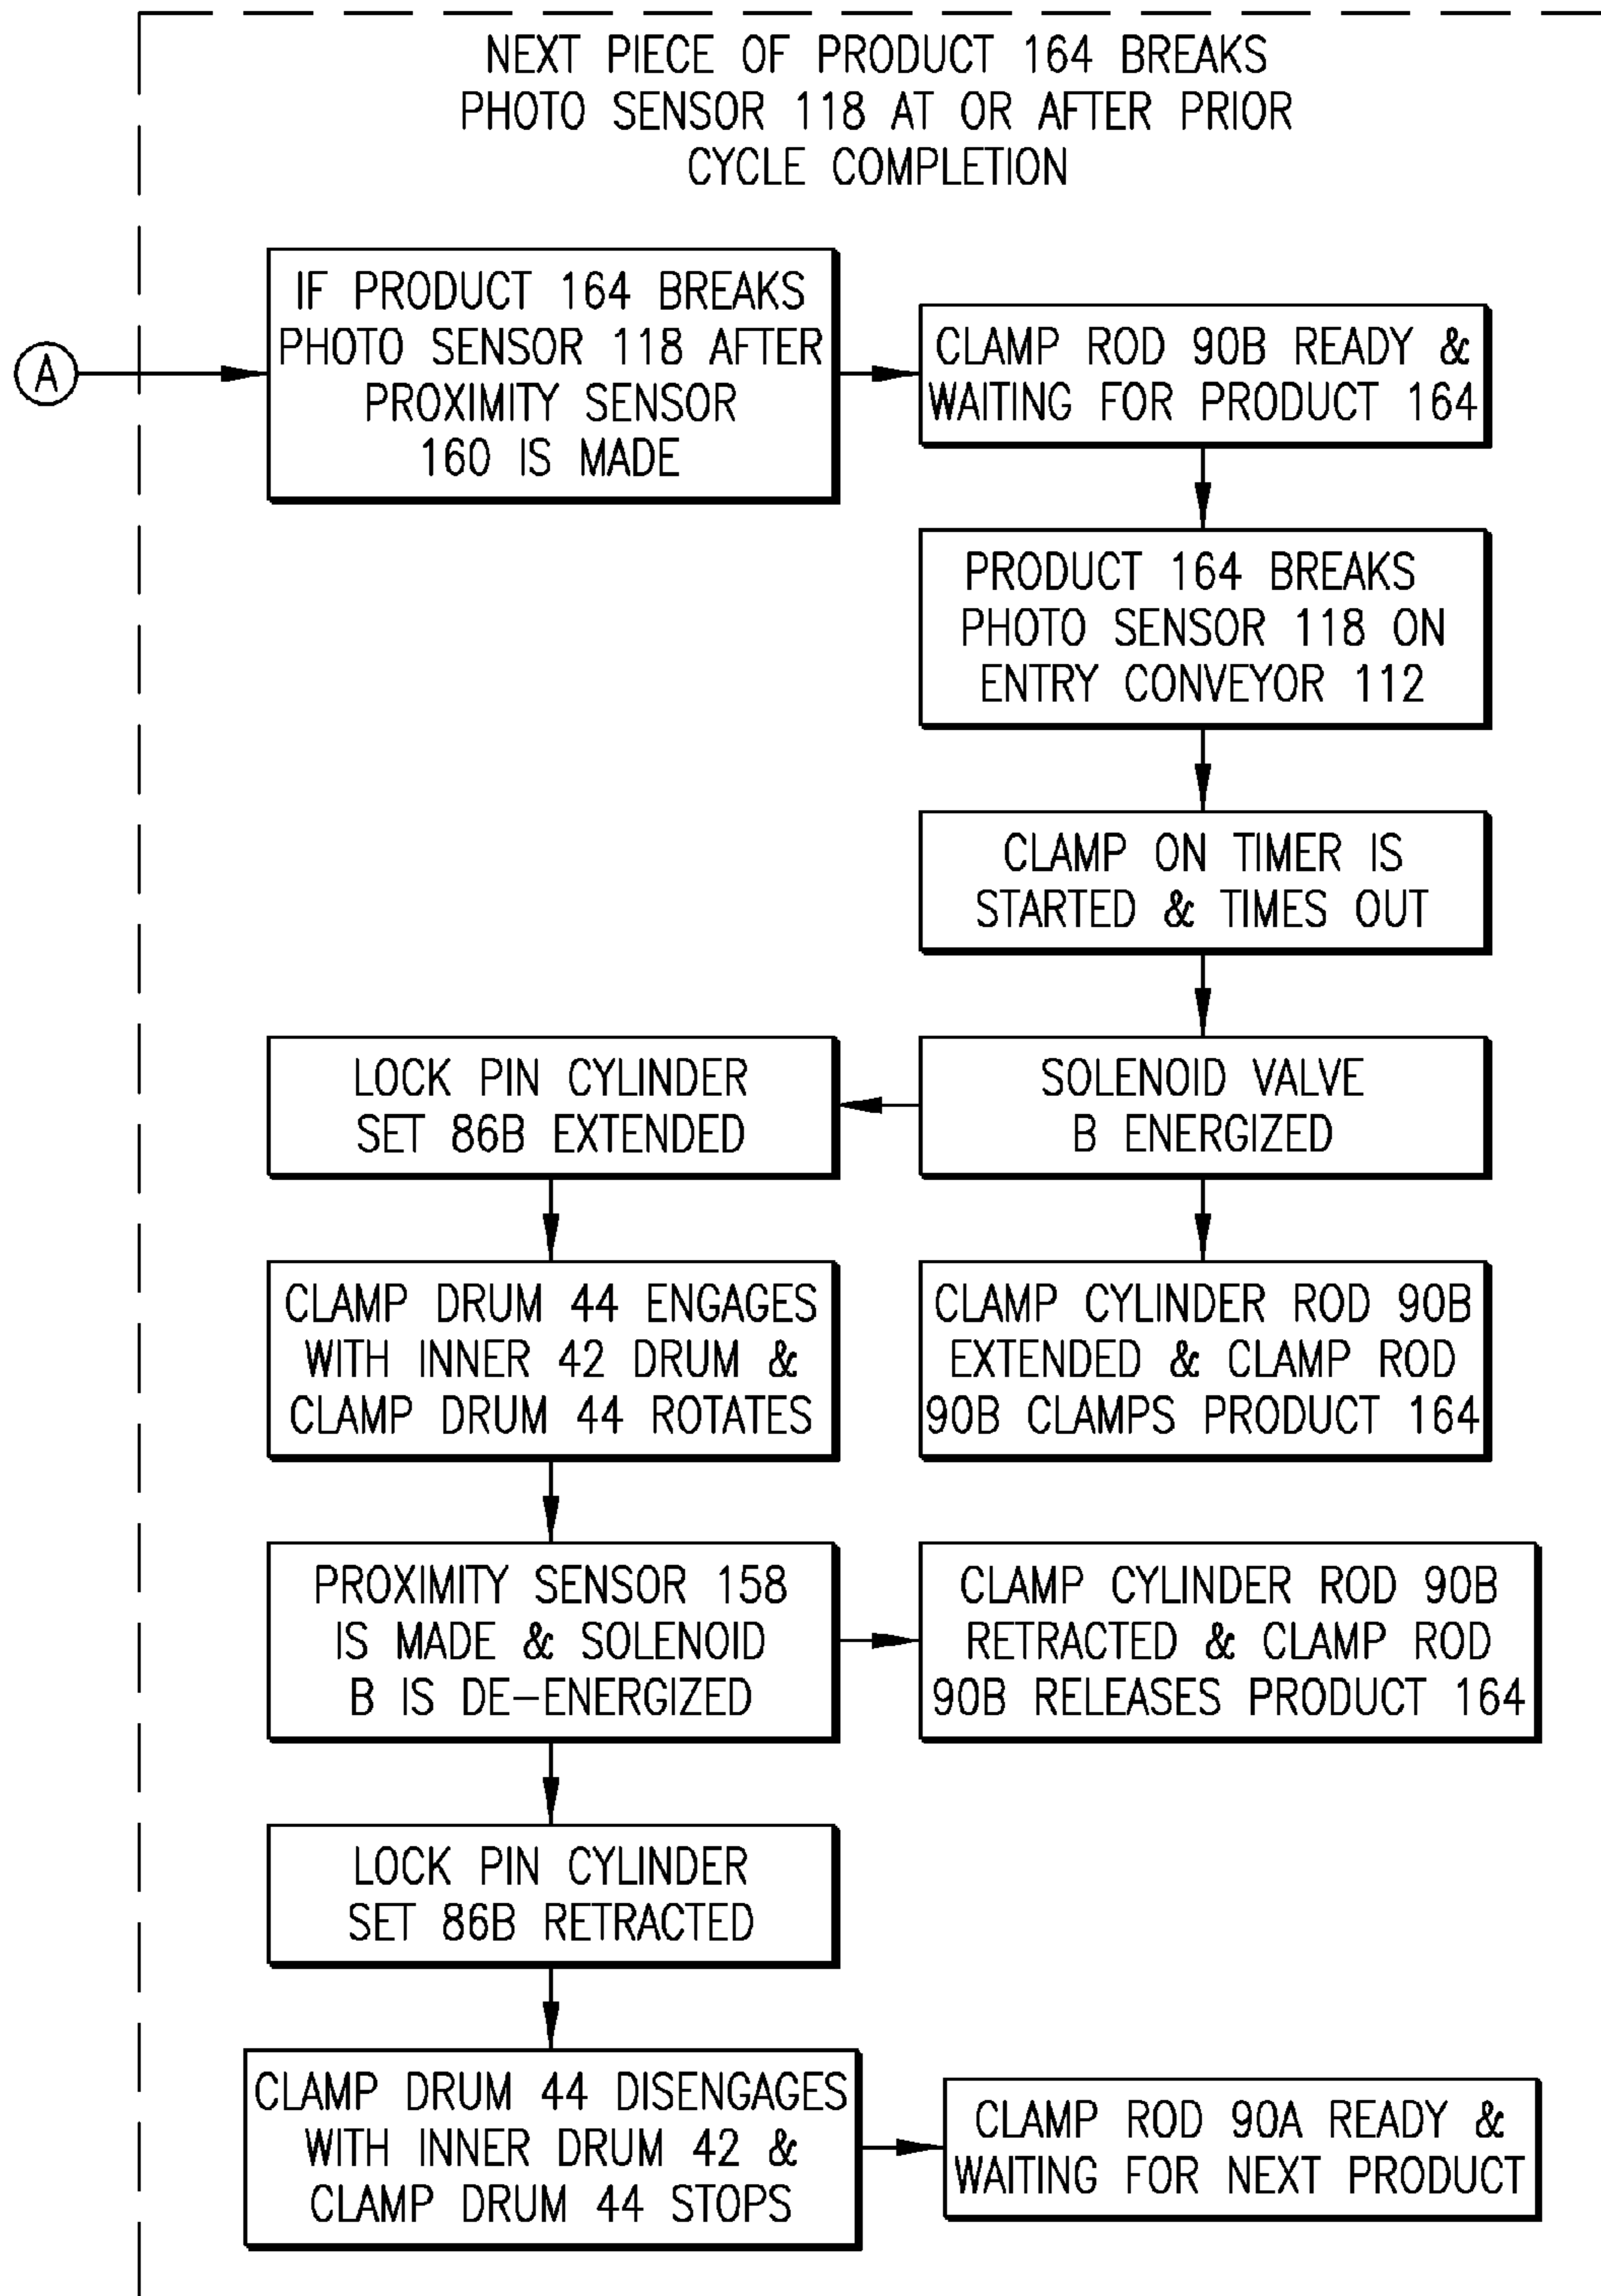 NEXT PIECE OF PRODUCT 164 BREAKS
PHOTO SENSOR 118 AT OR AFTER PRIOR
CYCLE COMPLETION
A
IF PRODUCT 164 BREAKS
PHOTO SENSOR 118 AFTER
PROXIMITY SENSOR
160 IS MADE
CLAMP ROD 90B READY &
WAITING FOR PRODUCT 164
PRODUCT 164 BREAKS
PHOTO SENSOR 118 ON
ENTRY CONVEYOR 112
CLAMP ON TIMER IS
STARTED & TIMES OUT
SOLENOID VALVE
B ENERGIZED
LOCK PIN CYLINDER
SET 86B EXTENDED
CLAMP DRUM 44 ENGAGES
WITH INNER 42 DRUM &
CLAMP DRUM 44 ROTATES
CLAMP CYLINDER ROD 90B
EXTENDED & CLAMP ROD
90B CLAMPS PRODUCT 164
PROXIMITY SENSOR 158
IS MADE & SOLENOID
B IS DE-ENERGIZED
CLAMP CYLINDER ROD 90B
RETRACTED & CLAMP ROD
90B RELEASES PRODUCT 164
LOCK PIN CYLINDER
SET 86B RETRACTED
CLAMP DRUM 44 DISENGAGES
WITH INNER DRUM 42 &
CLAMP DRUM 44 STOPS
CLAMP ROD 90A READY &
WAITING FOR NEXT PRODUCT